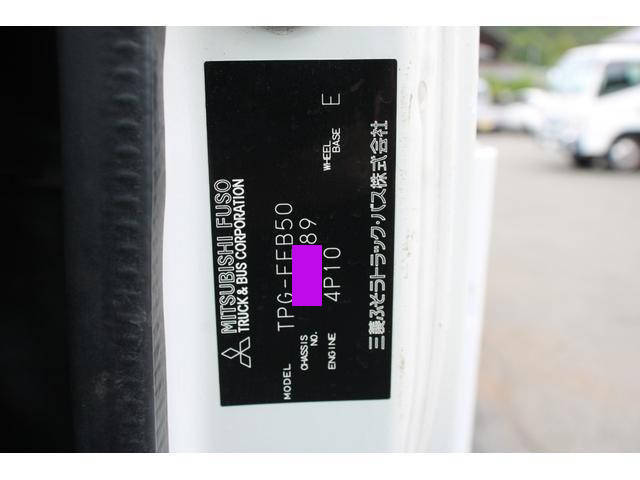 MITSUBISHI FUSO
TRUCK & BUS CORPORATION
MODEL TPG-FEB50
CHASSIS NO. 89
ENGINE 4P10 WHEEL BASE E
三菱ふそうトラック・バス株式会社